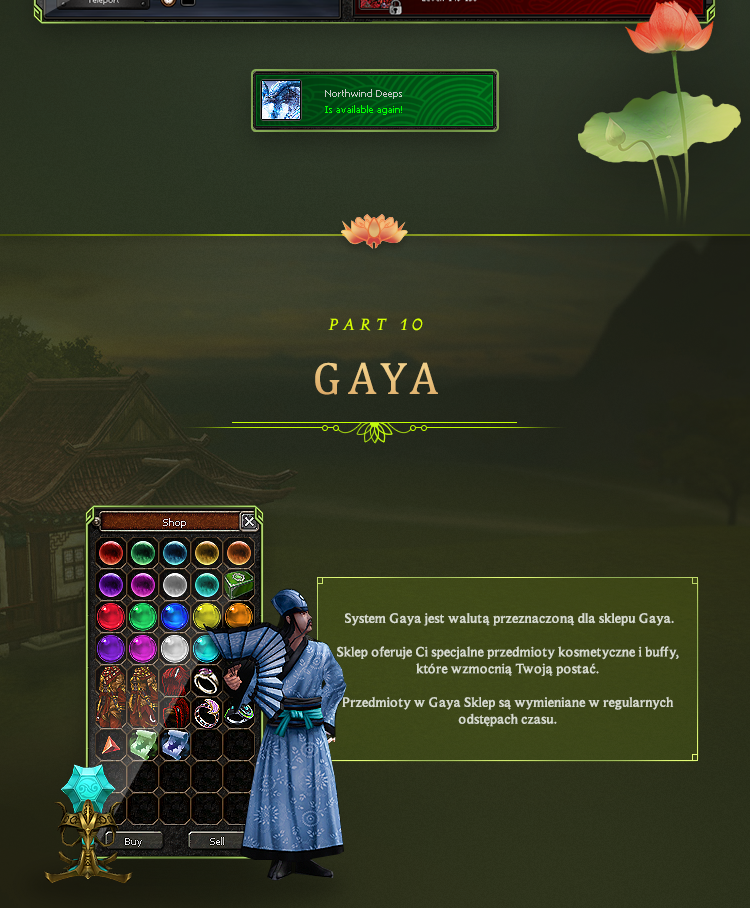 Teleport
Northwind Deeps
Is available again!
PART 10
GAYA
Shop
System Gaya jest walutą przeznaczoną dla sklepu Gaya.
Sklep oferuje Ci specjalne przedmioty kosmetyczne i buffy,
które wzmocnią Twoją postać.
Przedmioty w Gaya Sklep są wymieniane w regularnych
odstępach czasu.
Buy
Sell